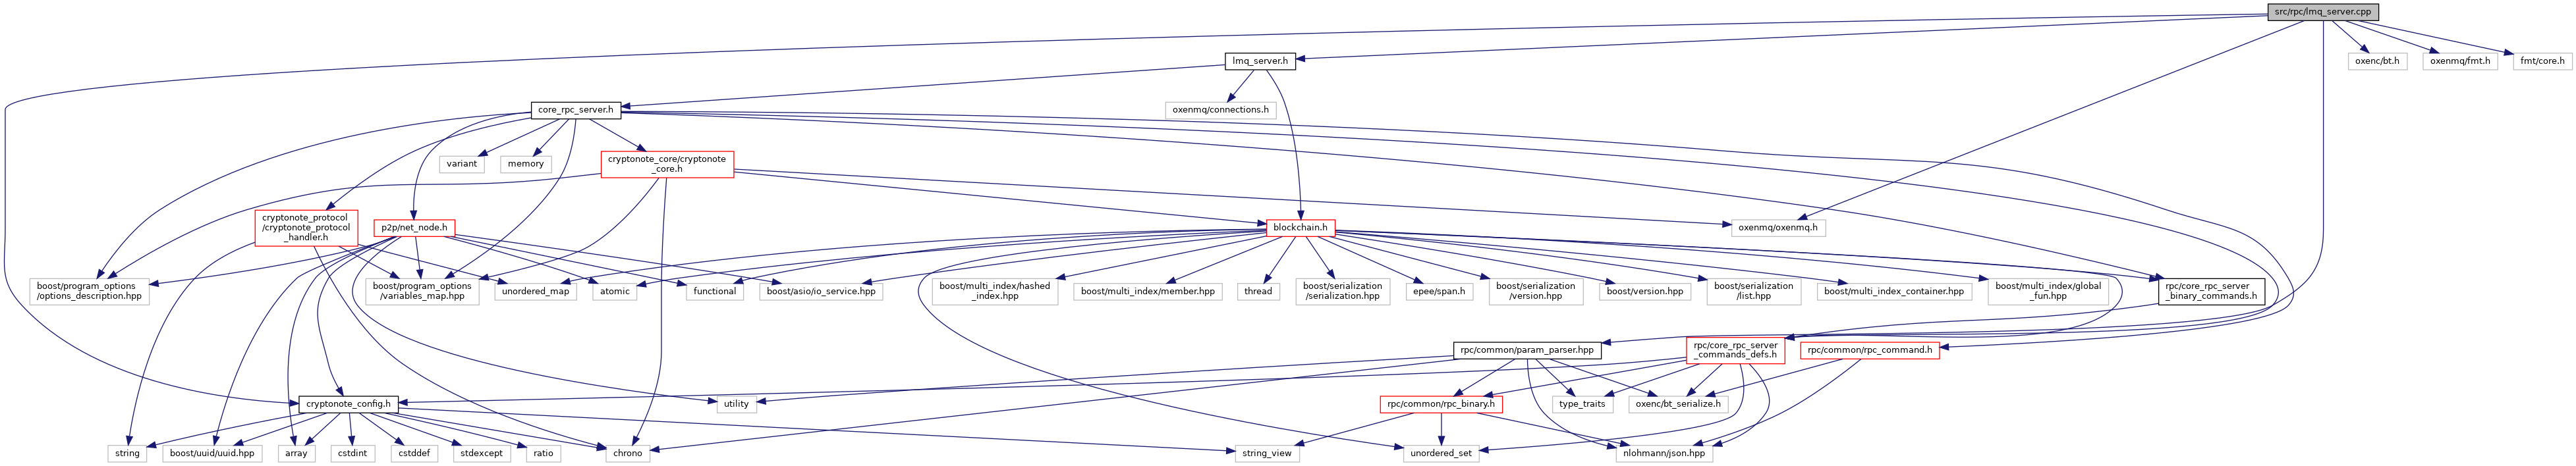 src/rpc/lmq_server.cpp
lmq_server.h
oxenc/bt.h
oxenmq/fmt.h
fmt/core.h
core_rpc_server.h
oxenmq/connections.h
variant
memory
cryptonote_core/cryptonote
_core.h
cryptonote_protocol
/cryptonote_protocol
_handler.h
p2p/net_node.h
blockchain.h
oxenmq/oxenmq.h
boost/program_options
/options_description.hpp
boost/program_options
/variables_map.hpp
unordered_map
atomic
functional
boost/asio/io_service.hpp
boost/multi_index/hashed
_index.hpp
boost/multi_index/member.hpp
thread
boost/serialization
/serialization.hpp
epee/span.h
boost/serialization
/version.hpp
boost/version.hpp
boost/serialization
/list.hpp
boost/multi_index_container.hpp
boost/multi_index/global
_fun.hpp
rpc/core_rpc_server
_binary_commands.h
rpc/common/param_parser.hpp
rpc/core_rpc_server
_commands_defs.h
rpc/common/rpc_command.h
cryptonote_config.h
utility
rpc/common/rpc_binary.h
type_traits
oxenc/bt_serialize.h
string
boost/uuid/uuid.hpp
array
cstdint
cstddef
stdexcept
ratio
chrono
string_view
unordered_set
nlohmann/json.hpp